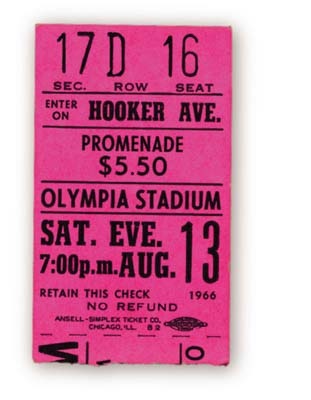 17 D 16
SEC. ROW SEAT
ENTER ON HOOKER AVE.
PROMENADE
$5.50
OLYMPIA STADIUM
SAT. EVE.
7:00p.m. AUG. 13
RETAIN THIS CHECK 1966
NO REFUND
ANSELL-SIMPLEX TICKET CO.
CHICAGO, ILL. 82